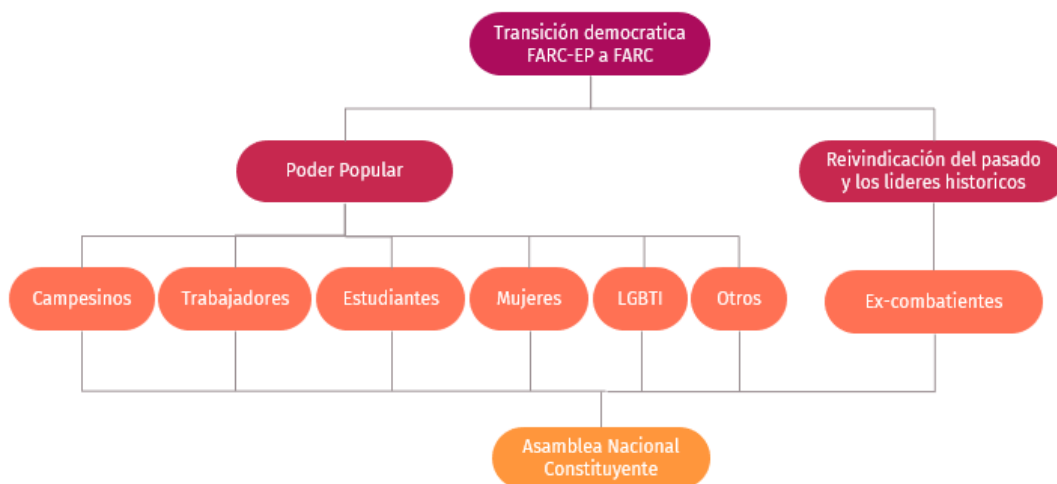 Transición democratica
FARC-EP a FARC
Poder Popular
Reivindicación del pasado
y los lideres historicos
Campesinos
Trabajadores
Estudiantes
Mujeres
LGBTI
Otros
Ex-combatientes
Asamblea Nacional
Constituyente